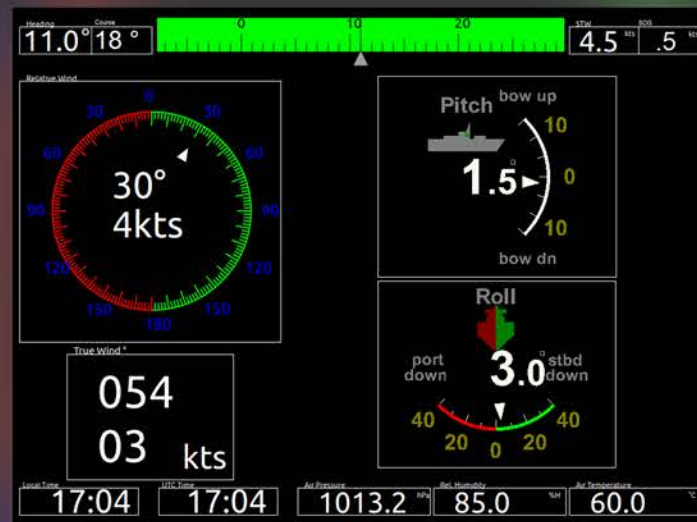 Heading Course
11.0° 18 °
0 10 20
STW kts SOG kts
4.5 .5
Relative Wind
0
30 30
60 60
90 90
120 120
150 150
180
30°
4kts
True Wind °
054
03 kts
Pitch bow up
10
1.5°
0
10
bow dn
Roll
port down
3.0°
stbd down
40 40
20 20
0
Local Time
17:04
UTC Time
17:04
Air Pressure
1013.2 hPa
Rel. Humidity
85.0 %H
Air Temperature
60.0 °C